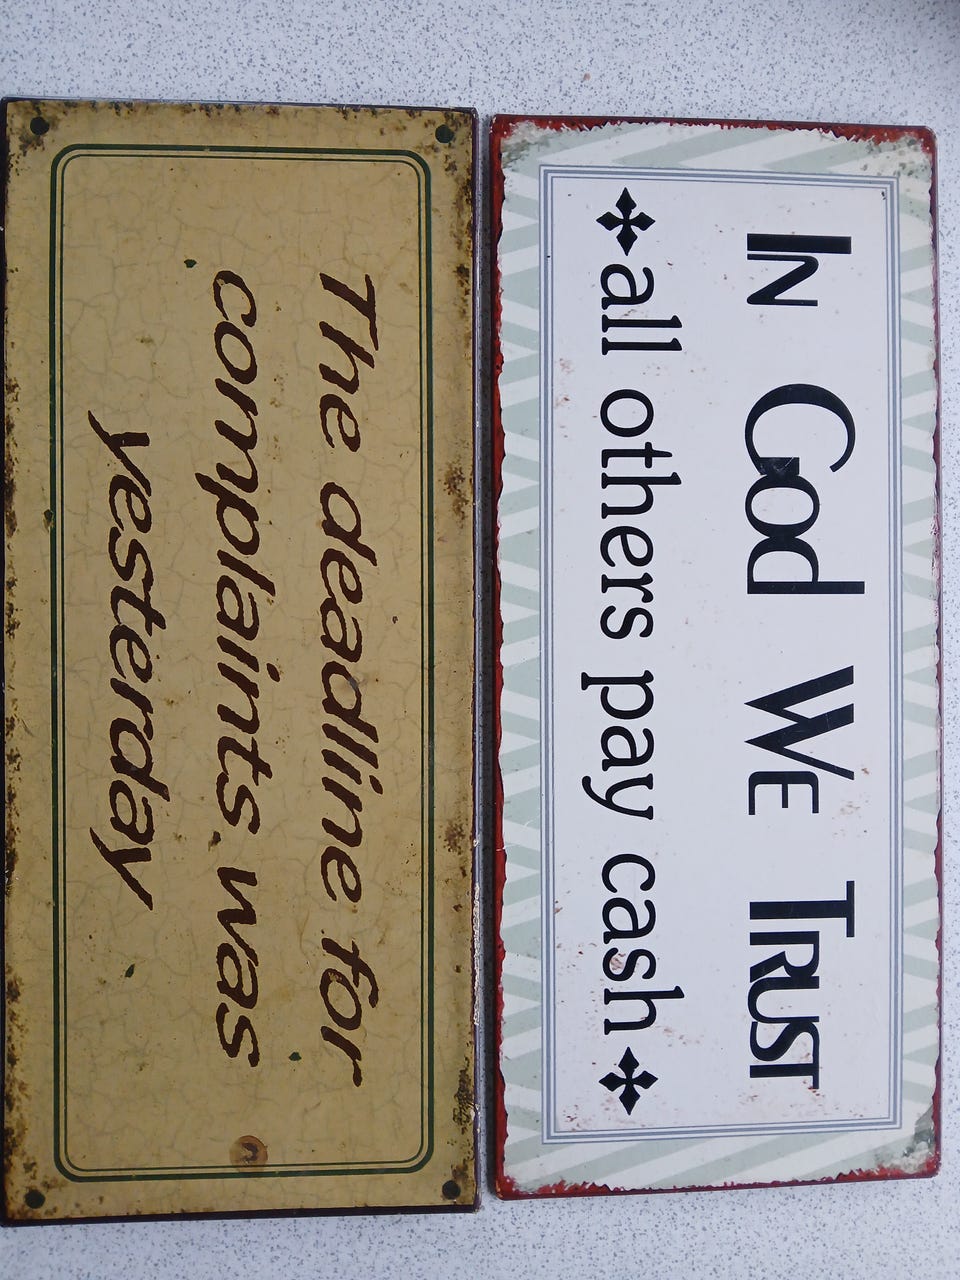 IN GOD WE TRUST
all others pay cash
The deadline for
complaints was
yesterday